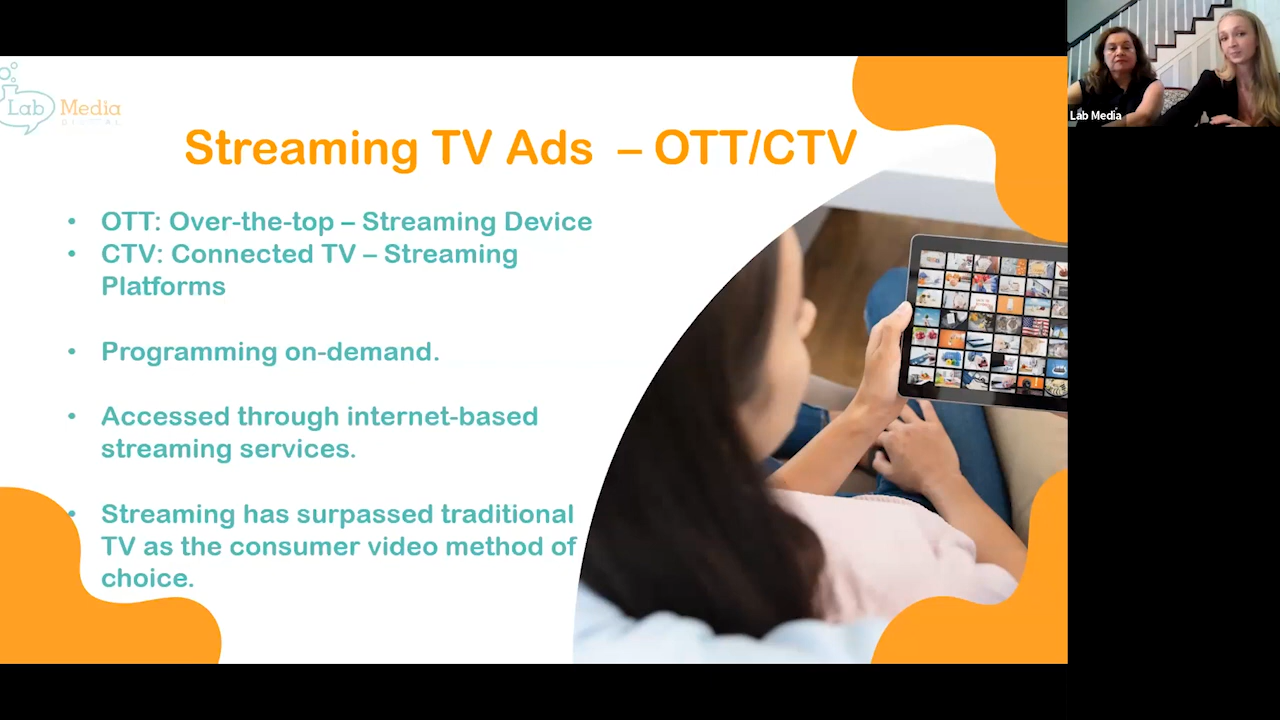 Lab Media
DIGITAL
Streaming TV Ads – OTT/CTV
• OTT: Over-the-top – Streaming Device
• CTV: Connected TV – Streaming
Platforms
• Programming on-demand.
• Accessed through internet-based
streaming services.
• Streaming has surpassed traditional
TV as the consumer video method of
choice.
Lab Media